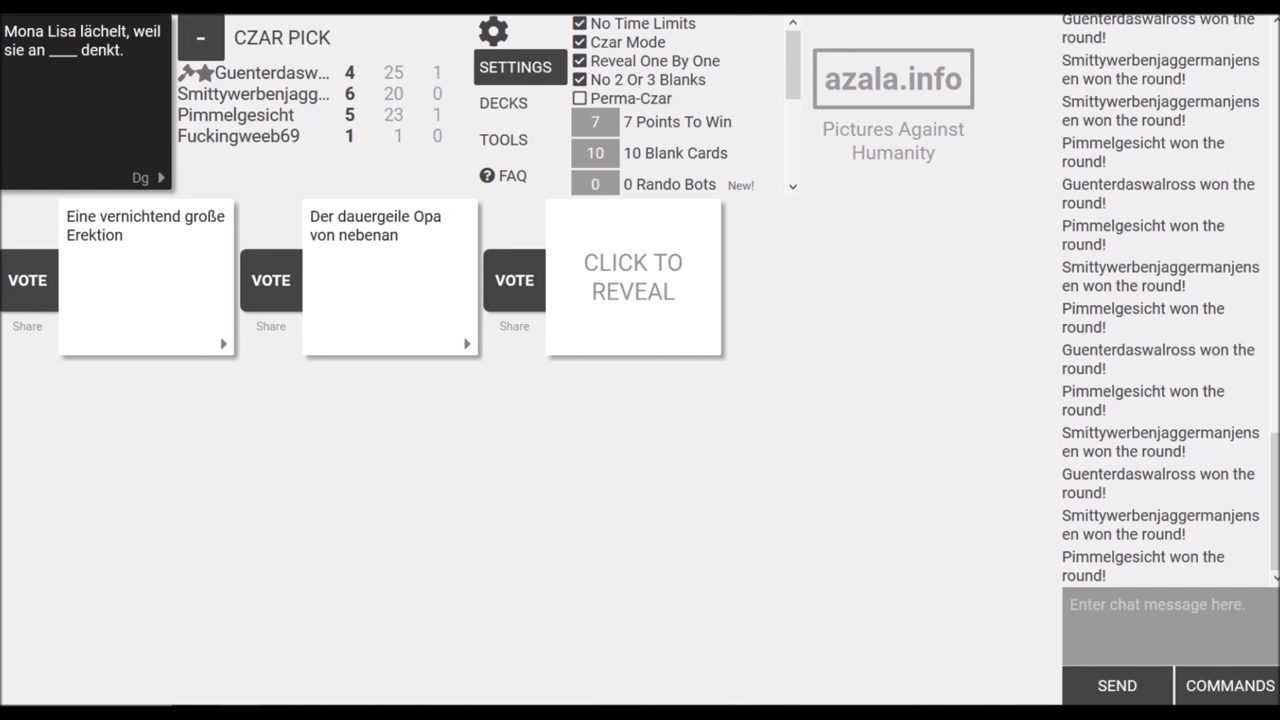 Mona Lisa lächelt, weil
sie an ____ denkt.
Dg
-
CZAR PICK
Guenterdasw... 4 25 1
Smittywerbenjagg... 6 20 0
Pimmelgesicht 5 23 1
Fuckingweeb69 1 1 0
SETTINGS
DECKS
TOOLS
? FAQ
No Time Limits
Czar Mode
Reveal One By One
No 2 Or 3 Blanks
Perma-Czar
7 7 Points To Win
10 10 Blank Cards
0 0 Rando Bots New!
azala.info
Pictures Against
Humanity
VOTE
Share
Eine vernichtend große
Erektion
VOTE
Share
Der dauergeile Opa
von nebenan
VOTE
Share
CLICK TO
REVEAL
Guenterdaswalross won the
round!
Smittywerbenjaggermanjens
en won the round!
Smittywerbenjaggermanjens
en won the round!
Pimmelgesicht won the
round!
Guenterdaswalross won the
round!
Pimmelgesicht won the
round!
Smittywerbenjaggermanjens
en won the round!
Pimmelgesicht won the
round!
Guenterdaswalross won the
round!
Pimmelgesicht won the
round!
Smittywerbenjaggermanjens
en won the round!
Guenterdaswalross won the
round!
Smittywerbenjaggermanjens
en won the round!
Pimmelgesicht won the
round!
Enter chat message here.
SEND
COMMANDS